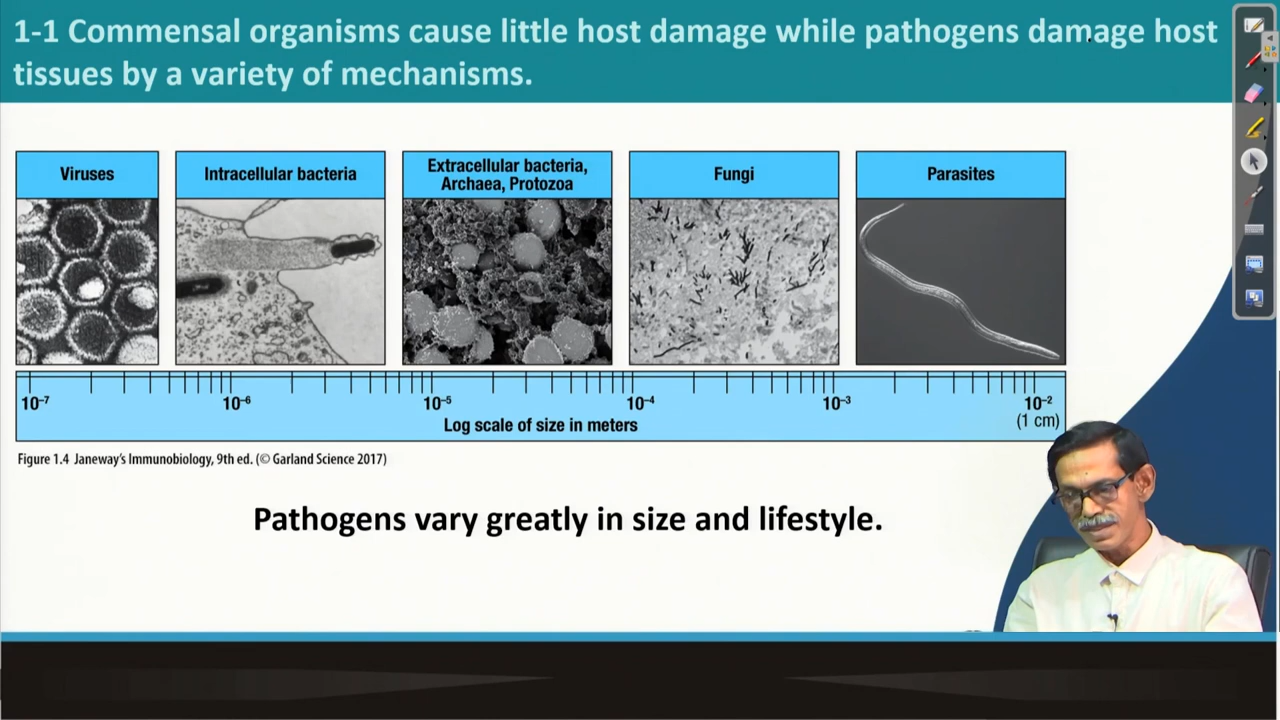 1-1 Commensal organisms cause little host damage while pathogens damage host
tissues by a variety of mechanisms.
Viruses
Intracellular bacteria
Extracellular bacteria,
Archaea, Protozoa
Fungi
Parasites
10⁻⁷ 10⁻⁶ 10⁻⁵ 10⁻⁴ 10⁻³ 10⁻²
(1 cm)
Log scale of size in meters
Figure 1.4 Janeway's Immunobiology, 9th ed. (© Garland Science 2017)
Pathogens vary greatly in size and lifestyle.